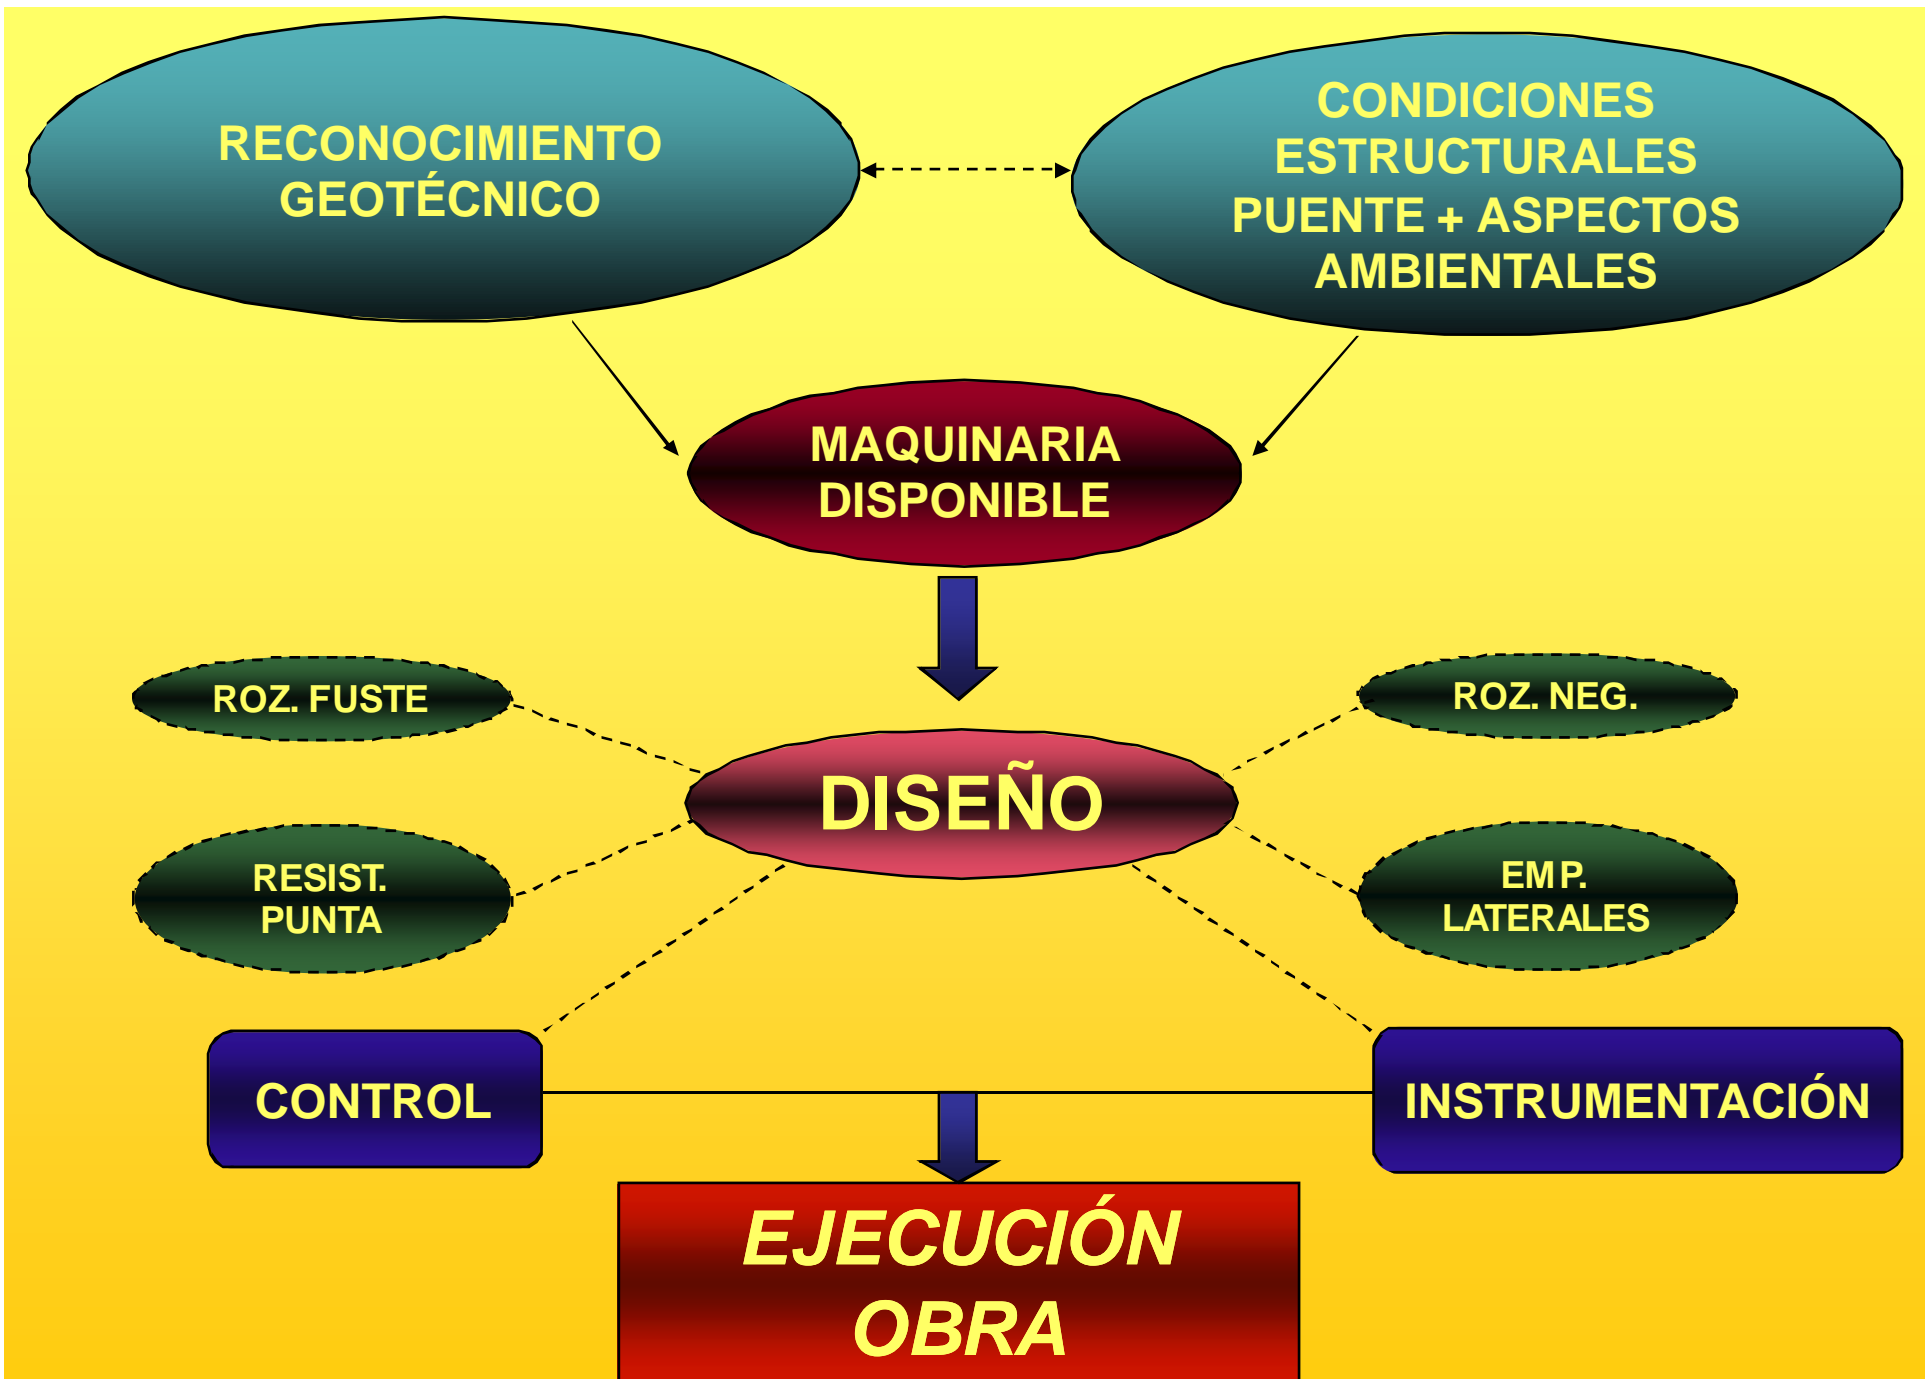 RECONOCIMIENTO
GEOTÉCNICO
CONDICIONES
ESTRUCTURALES
PUENTE + ASPECTOS
AMBIENTALES
MAQUINARIA
DISPONIBLE
ROZ. FUSTE
ROZ. NEG.
DISEÑO
RESIST.
PUNTA
EMP.
LATERALES
CONTROL
INSTRUMENTACIÓN
EJECUCIÓN
OBRA